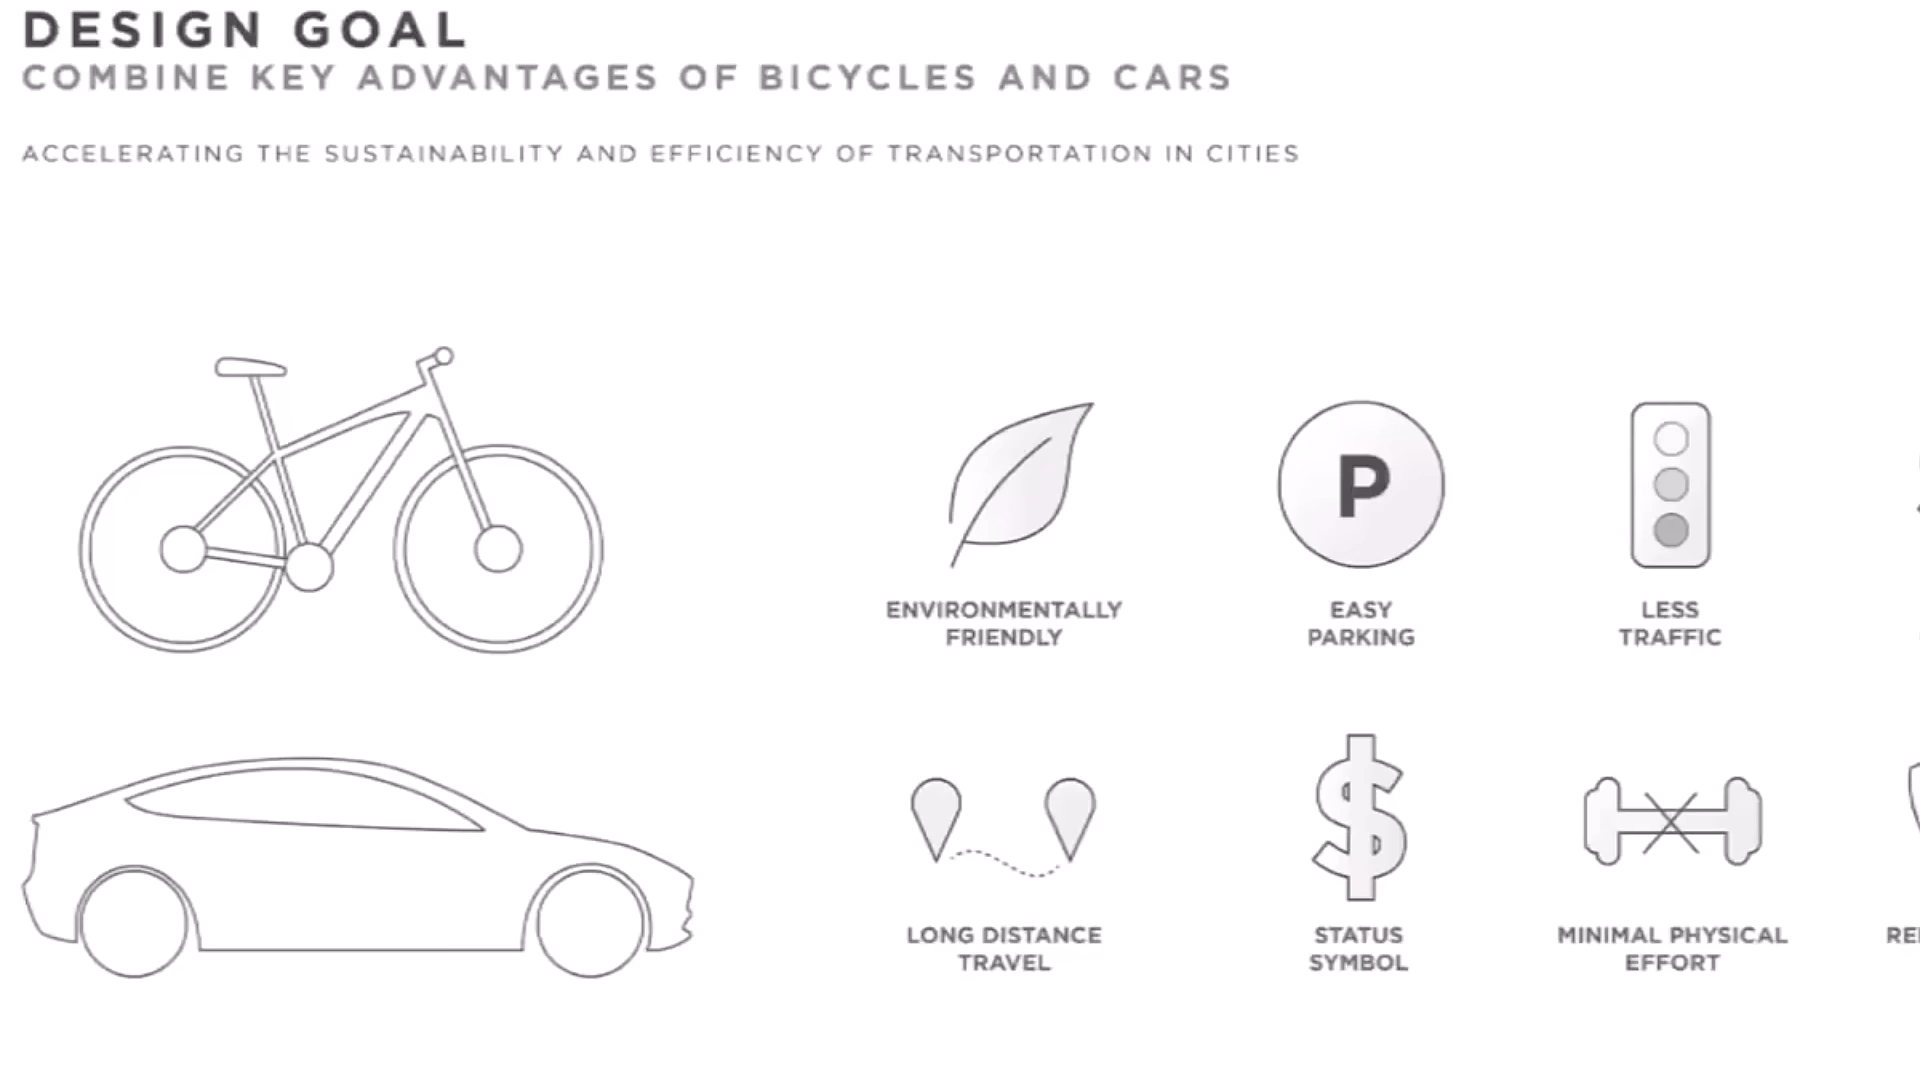 DESIGN GOAL
COMBINE KEY ADVANTAGES OF BICYCLES AND CARS
ACCELERATING THE SUSTAINABILITY AND EFFICIENCY OF TRANSPORTATION IN CITIES
P
ENVIRONMENTALLY
FRIENDLY
EASY
PARKING
LESS
TRAFFIC
$
LONG DISTANCE
TRAVEL
STATUS
SYMBOL
MINIMAL PHYSICAL
EFFORT